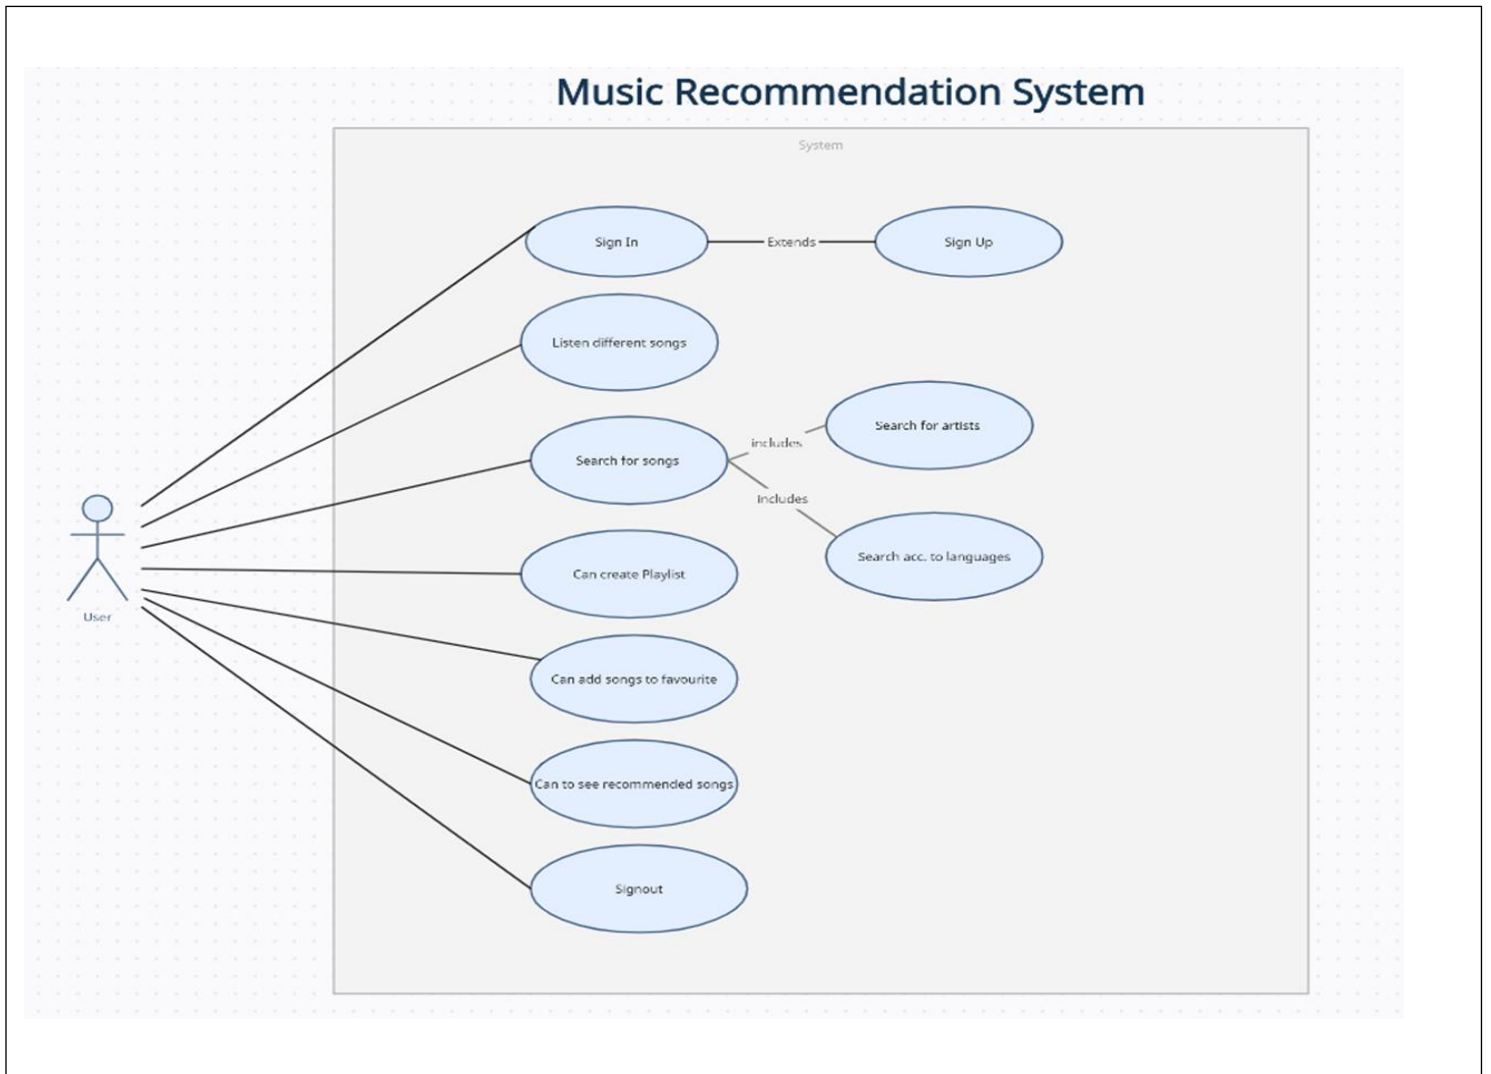 Music Recommendation System
System
Sign In
Extends
Sign Up
Listen different songs
Search for songs
includes
Search for artists
Includes
Search acc. to languages
Can create Playlist
User
Can add songs to favourite
Can to see recommended songs
Signout